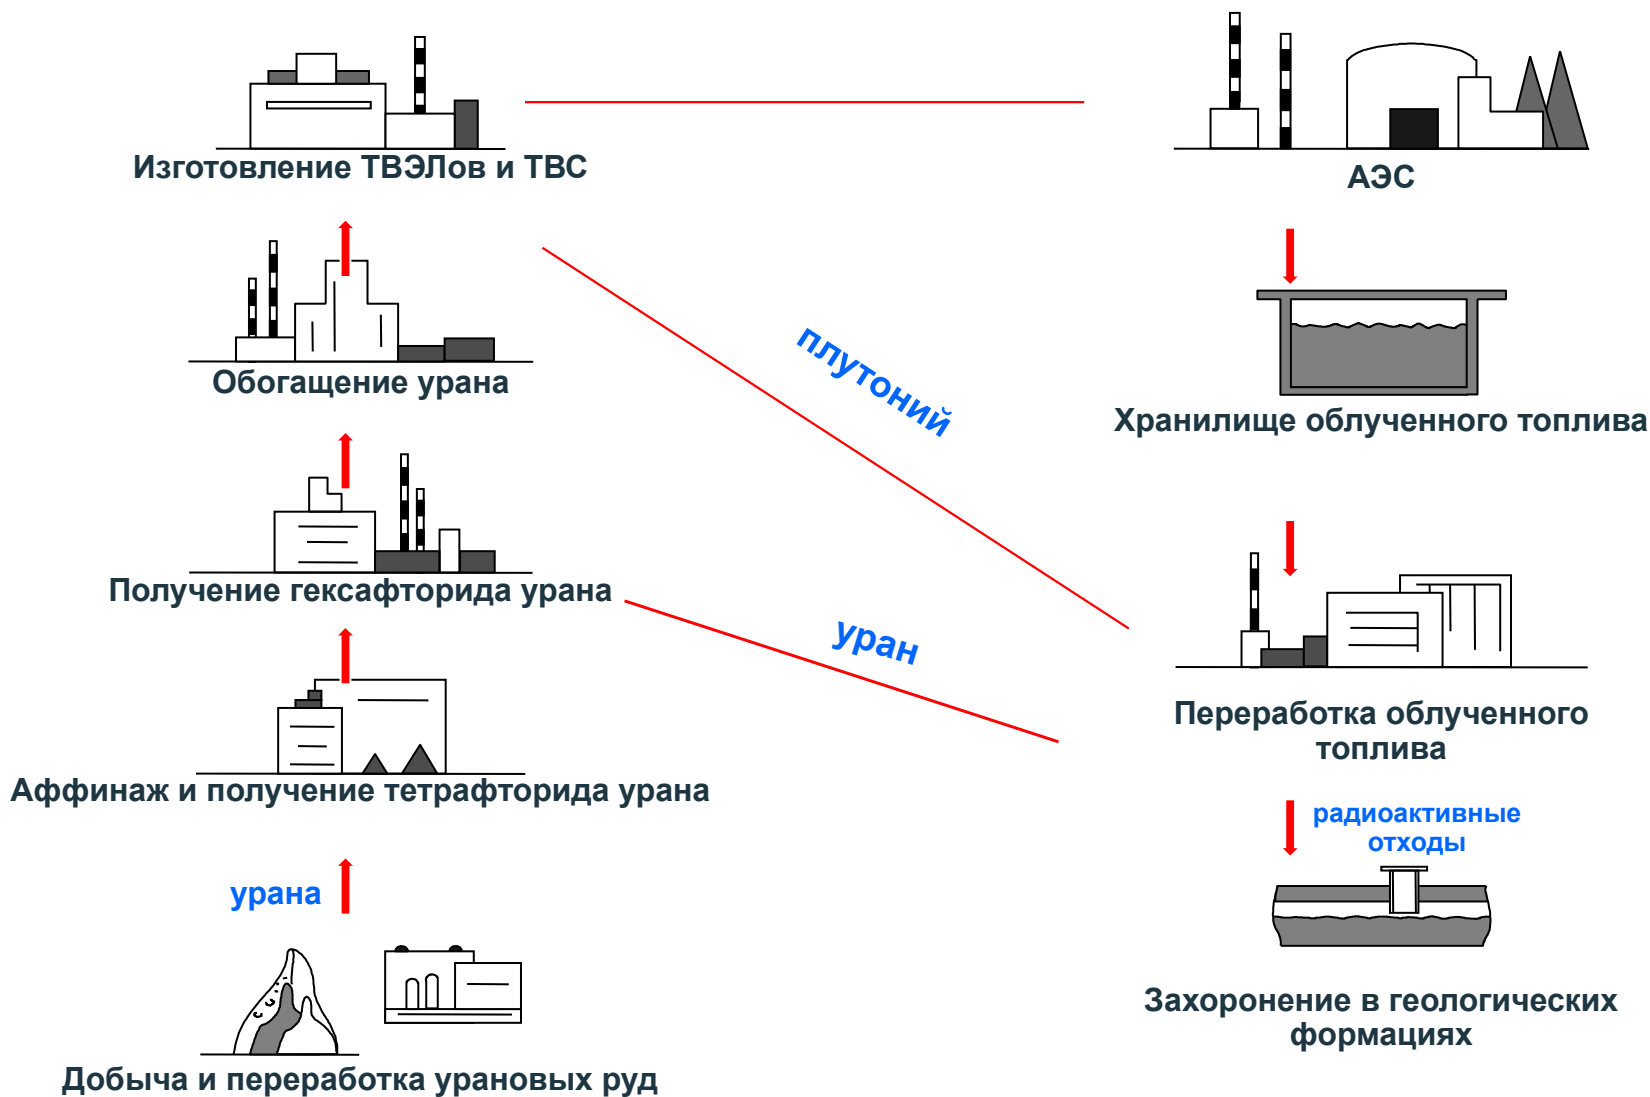 Изготовление ТВЭЛов и ТВС
АЭС
Обогащение урана
плутоний
Хранилище облученного топлива
Получение гексафторида урана
уран
Переработка облученного
топлива
Аффинаж и получение тетрафторида урана
радиоактивные
отходы
урана
Захоронение в геологических
формациях
Добыча и переработка урановых руд